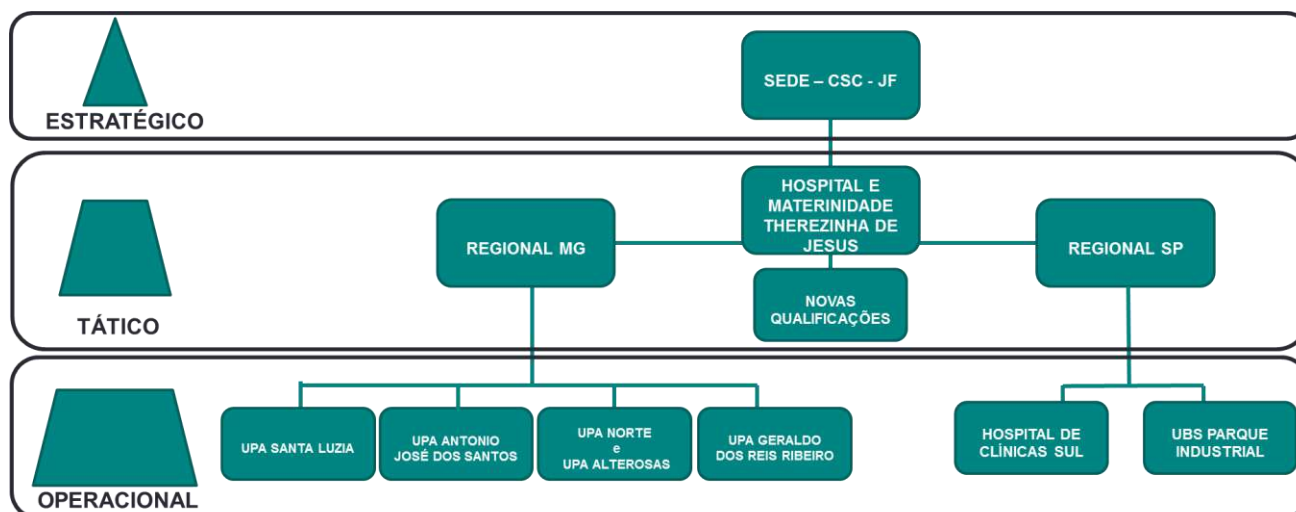 SEDE – CSC - JF
ESTRATÉGICO
HOSPITAL E
MATERINIDADE
THEREZINHA DE
JESUS
REGIONAL MG
REGIONAL SP
NOVAS
QUALIFICAÇÕES
TÁTICO
UPA SANTA LUZIA
UPA ANTONIO
JOSÉ DOS SANTOS
UPA NORTE
e
UPA ALTEROSAS
UPA GERALDO
DOS REIS RIBEIRO
HOSPITAL DE
CLÍNICAS SUL
UBS PARQUE
INDUSTRIAL
OPERACIONAL